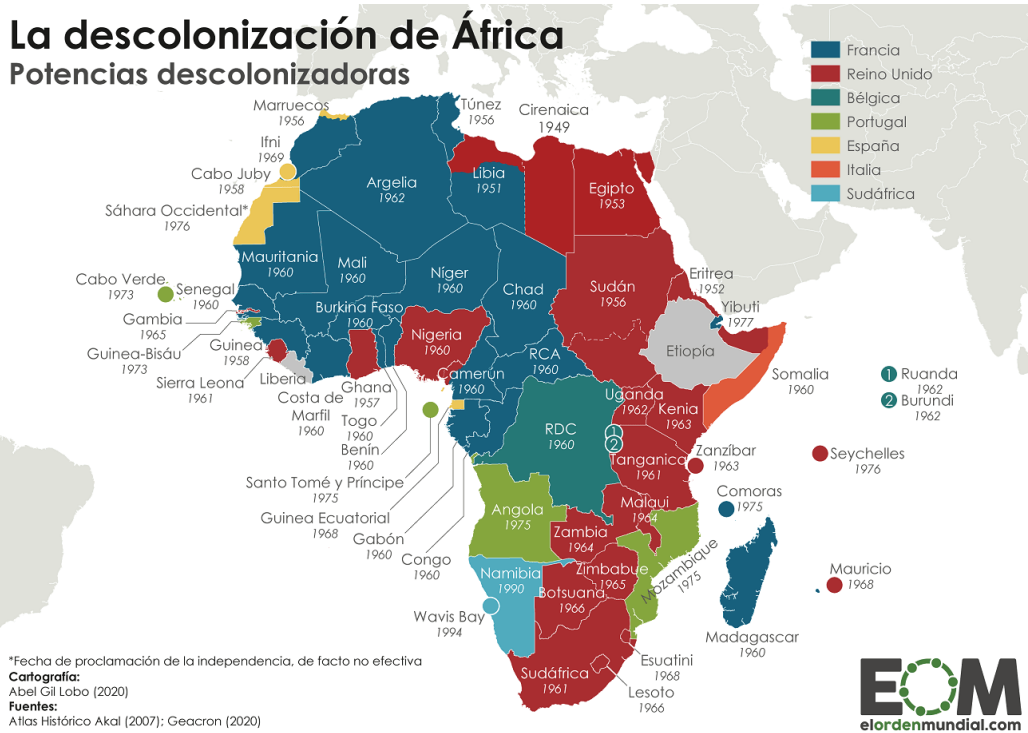 La descolonización de África
Potencias descolonizadoras
Francia
Reino Unido
Bélgica
Portugal
España
Italia
Sudáfrica
Marruecos
1956
Túnez
1956
Cirenaica
1949
Ifni
1969
Cabo Juby
1958
Argelia
1962
Libia
1951
Egipto
1953
Sáhara Occidental*
1976
Mauritania
1960
Mali
1960
Níger
1960
Chad
1960
Sudán
1956
Eritrea
1952
Yibuti
1977
Cabo Verde
1973
Senegal
1960
Burkina Faso
1960
Gambia
1965
Guinea-Bisáu
1973
Guinea
1958
Sierra Leona
1961
Liberia
Costa de
Marfil
1960
Ghana
1957
Togo
1960
Benín
1960
Nigeria
1960
Camerún
1960
RCA
1960
Etiopía
Somalia
1960
1 Ruanda
1962
2 Burundi
1962
Uganda
1962
Kenia
1963
RDC
1960
1
2
Tanganica
1961
Zanzíbar
1963
Seychelles
1976
Santo Tomé y Príncipe
1975
Guinea Ecuatorial
1968
Gabón
1960
Congo
1960
Angola
1975
Malaui
1964
Comoras
1975
Zambia
1964
Mozambique
1975
Zimbabue
1965
Mauricio
1968
Namibia
1990
Botsuana
1966
Wavis Bay
1994
Madagascar
1960
Sudáfrica
1961
Esuatini
1968
Lesoto
1966
*Fecha de proclamación de la independencia, de facto no efectiva
Cartografía:
Abel Gil Lobo (2020)
Fuentes:
Atlas Histórico Akal (2007); Geacron (2020)
EOM
elordenmundial.com